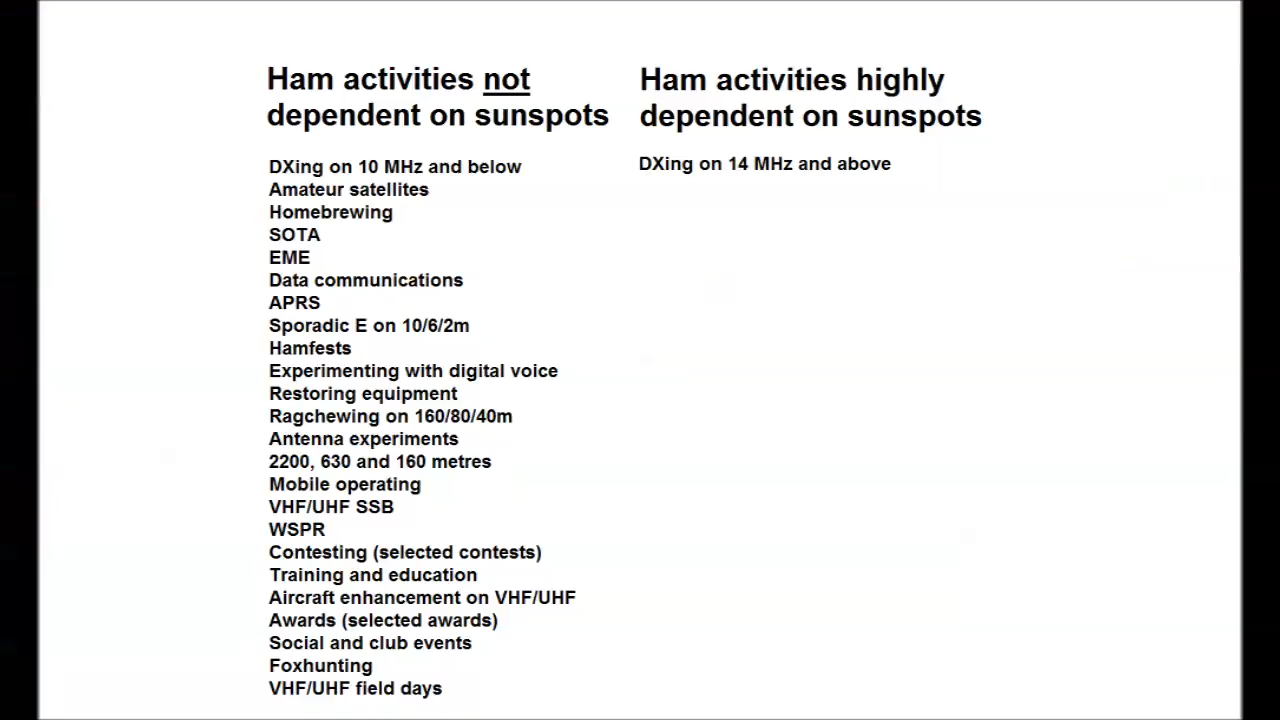 Ham activities not
dependent on sunspots
DXing on 10 MHz and below
Amateur satellites
Homebrewing
SOTA
EME
Data communications
APRS
Sporadic E on 10/6/2m
Hamfests
Experimenting with digital voice
Restoring equipment
Ragchewing on 160/80/40m
Antenna experiments
2200, 630 and 160 metres
Mobile operating
VHF/UHF SSB
WSPR
Contesting (selected contests)
Training and education
Aircraft enhancement on VHF/UHF
Awards (selected awards)
Social and club events
Foxhunting
VHF/UHF field days
Ham activities highly
dependent on sunspots
DXing on 14 MHz and above